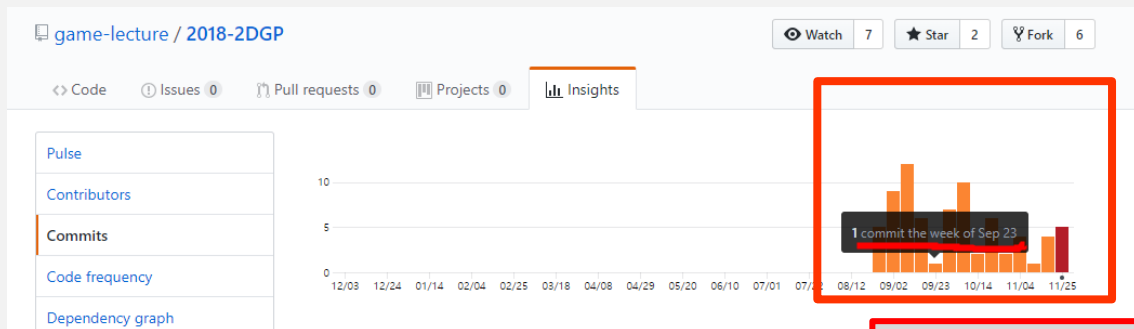 game-lecture / 2018-2DGP
Watch 7 Star 2 Fork 6
Code Issues 0 Pull requests 0 Projects 0 Insights
Pulse
Contributors
Commits
Code frequency
Dependency graph
10
5
1 commit the week of Sep 23
0
12/03 12/24 01/14 02/04 02/25 03/18 04/08 04/29 05/20 06/10 07/01 07/22 08/12 09/02 09/23 10/14 11/04 11/25